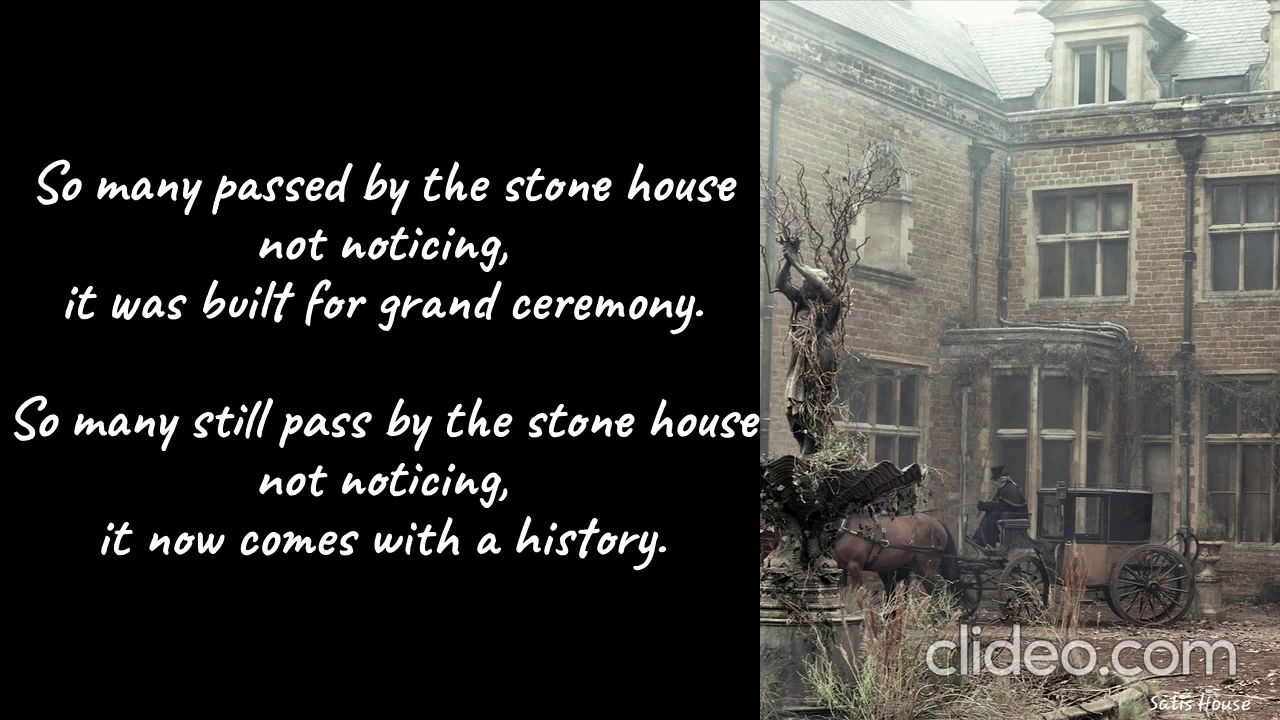 So many passed by the stone house
not noticing,
it was built for grand ceremony.
So many still pass by the stone house
not noticing,
it now comes with a history.
clideo.com
Satis House